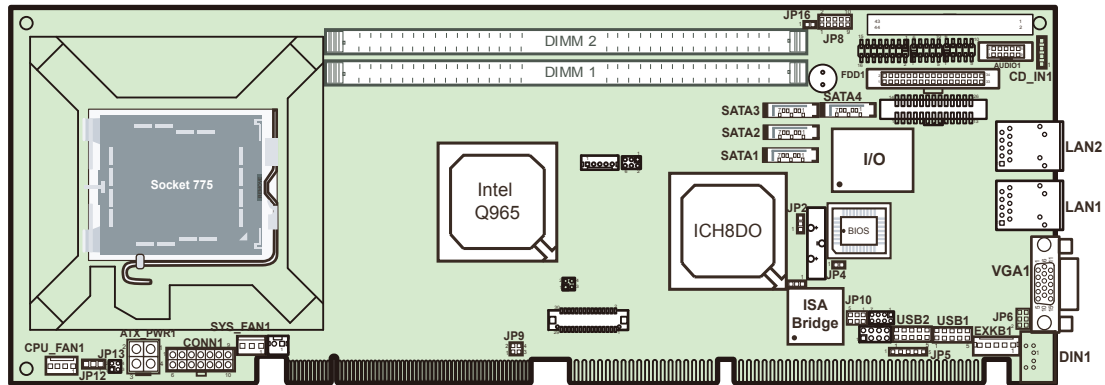 JP16
JP8
DIMM 2
DIMM 1
FDD1
AUDIO1
CD_IN1
SATA3
SATA4
SATA2
SATA1
I/O
LAN2
LAN1
Socket 775
Intel
Q965
ICH8DO
JP2
BIOS
JP4
VGA1
ISA
Bridge
JP10
USB2
USB1
JP6
EXKB1
JP5
DIN1
CPU_FAN1
JP12
JP13
ATX_PWR1
CONN1
SYS_FAN1
JP9